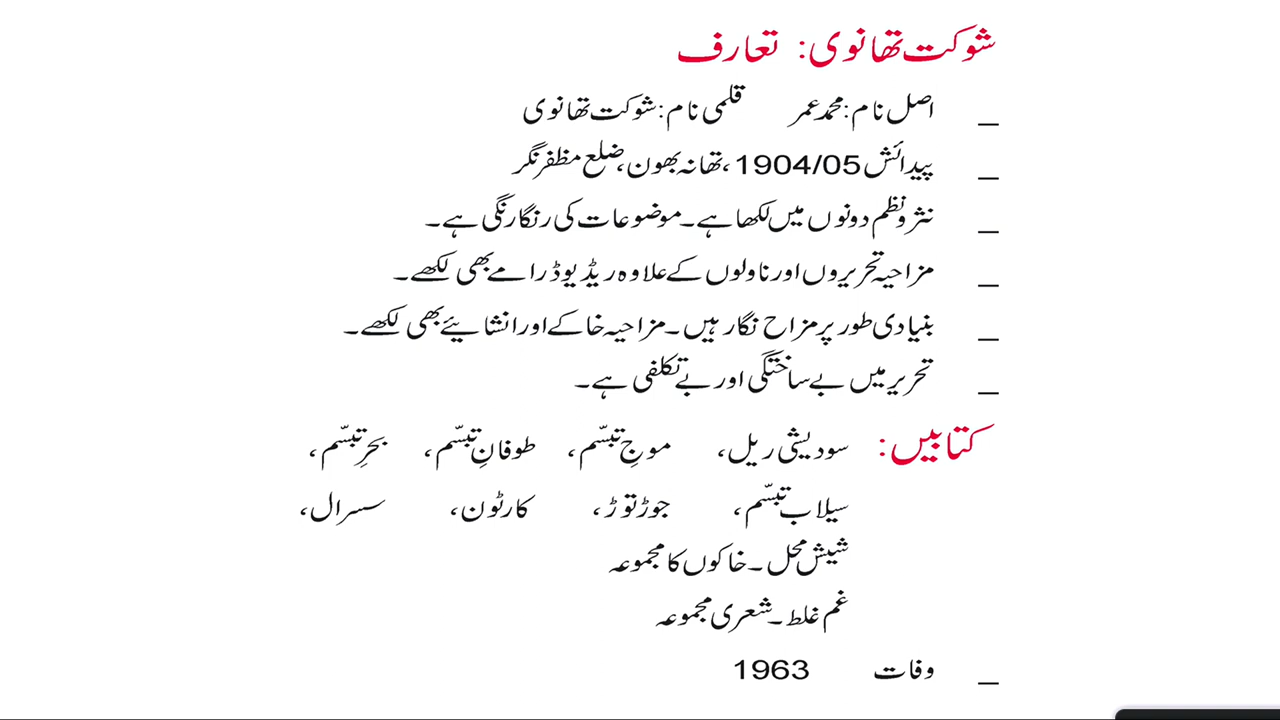 شوکت تھانوی: تعارف
_ اصل نام: محمد عمر قلمی نام: شوکت تھانوی
_ پیدائش 1904/05، تھانہ بھون، ضلع مظفر نگر
_ نثر و نظم دونوں میں لکھا ہے۔ موضوعات کی رنگارنگی ہے۔
_ مزاحیہ تحریروں اور ناولوں کے علاوہ ریڈیو ڈرامے بھی لکھے۔
_ بنیادی طور پر مزاح نگار ہیں۔ مزاحیہ خاکے اور انشایئے بھی لکھے۔
_ تحریر میں بے ساختگی اور بے تکلفی ہے۔
کتابیں: سودیشی ریل، موجِ تبسّم، طوفانِ تبسّم، بحرِ تبسّم،
سیلاب تبسّم، جوڑ توڑ، کارٹون، سسرال،
شیش محل۔ خاکوں کا مجموعہ
غم غلط۔ شعری مجموعہ
_ وفات 1963